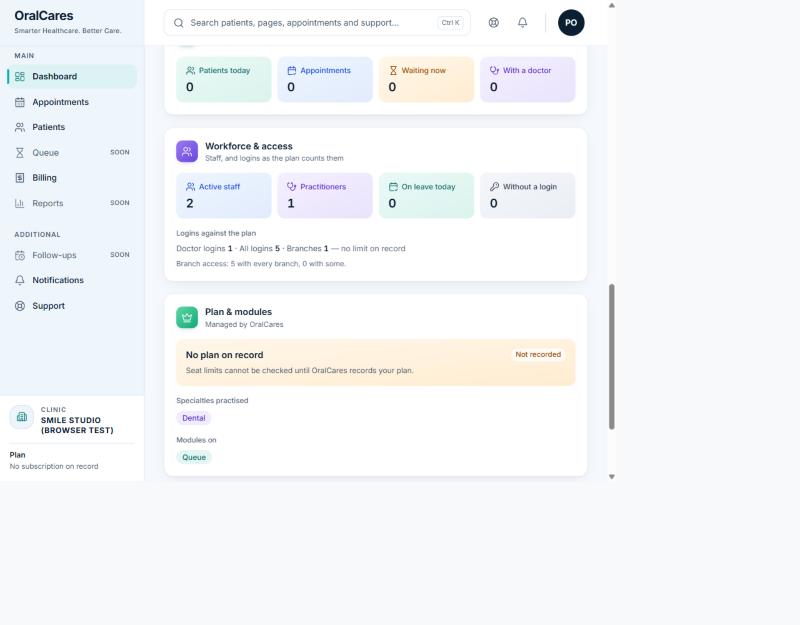 OralCares
Smarter Healthcare. Better Care.
Search patients, pages, appointments and support...
Ctrl K
PO
MAIN
Dashboard
Appointments
Patients
Queue SOON
Billing
Reports SOON
ADDITIONAL
Follow-ups SOON
Notifications
Support
CLINIC
SMILE STUDIO
(BROWSER TEST)
Plan
No subscription on record
Patients today
0
Appointments
0
Waiting now
0
With a doctor
0
Workforce & access
Staff, and logins as the plan counts them
Active staff
2
Practitioners
1
On leave today
0
Without a login
0
Logins against the plan
Doctor logins 1 · All logins 5 · Branches 1 — no limit on record
Branch access: 5 with every branch, 0 with some.
Plan & modules
Managed by OralCares
No plan on record
Not recorded
Seat limits cannot be checked until OralCares records your plan.
Specialties practised
Dental
Modules on
Queue